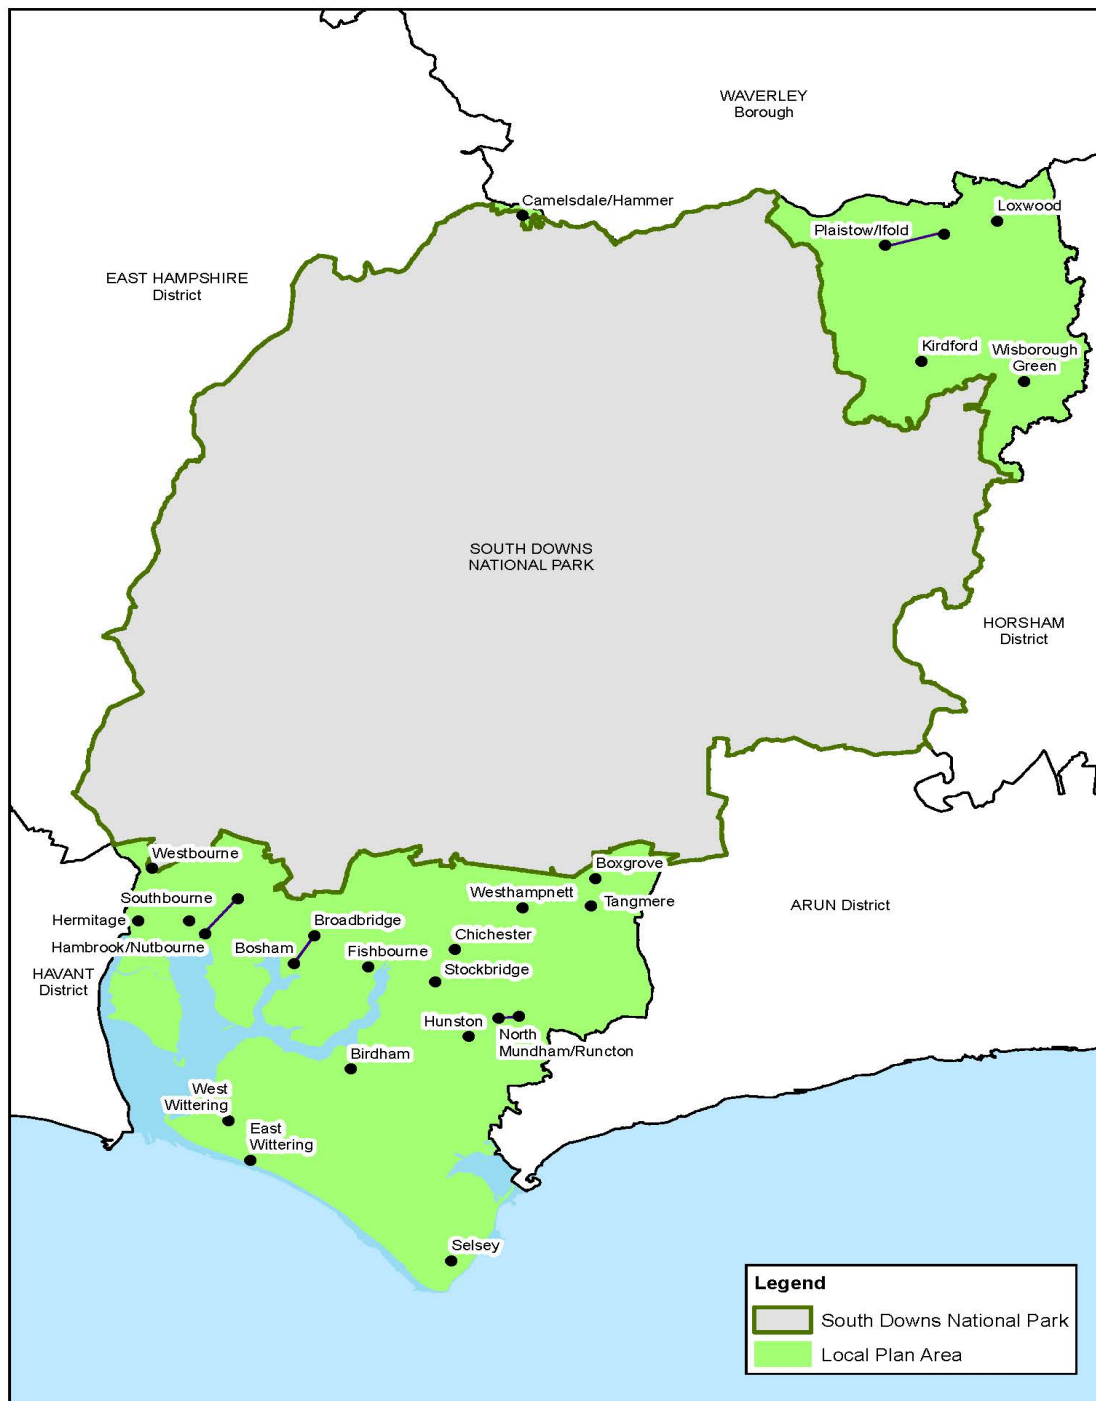 WAVERLEY
Borough
Camelsdale/Hammer
Loxwood
Plaistow/Ifold
EAST HAMPSHIRE
District
Kirdford
Wisborough
Green
SOUTH DOWNS
NATIONAL PARK
HORSHAM
District
Westbourne
Boxgrove
Westhampnett
Southbourne
Tangmere
ARUN District
Hermitage
Broadbridge
Hambrook/Nutbourne
Bosham
Chichester
Fishbourne
Stockbridge
HAVANT
District
Hunston
North
Mundham/Runcton
Birdham
West
Wittering
East
Wittering
Selsey
Legend
South Downs National Park
Local Plan Area